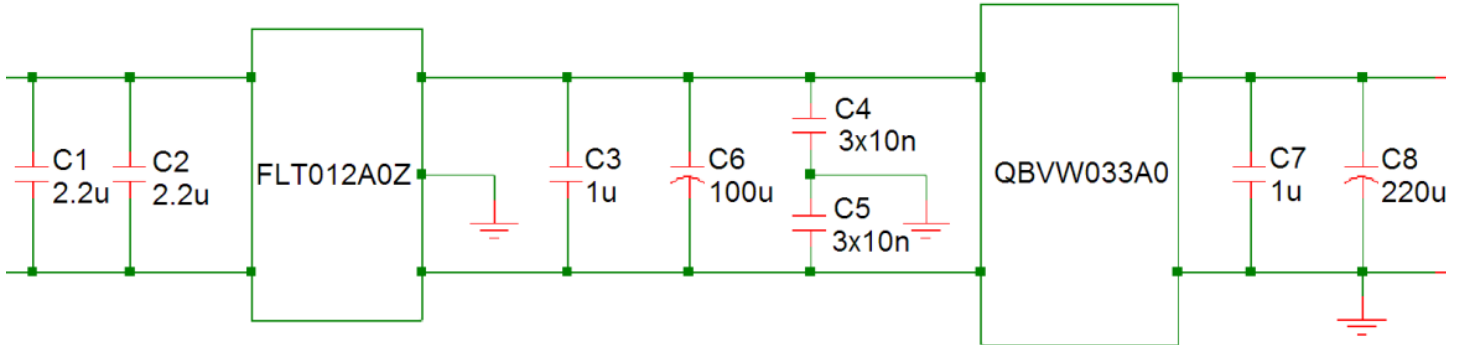 C1
2.2u
C2
2.2u
FLT012A0Z
C3
1u
C6
100u
C4
3x10n
C5
3x10n
QBVW033A0
C7
1u
C8
220u